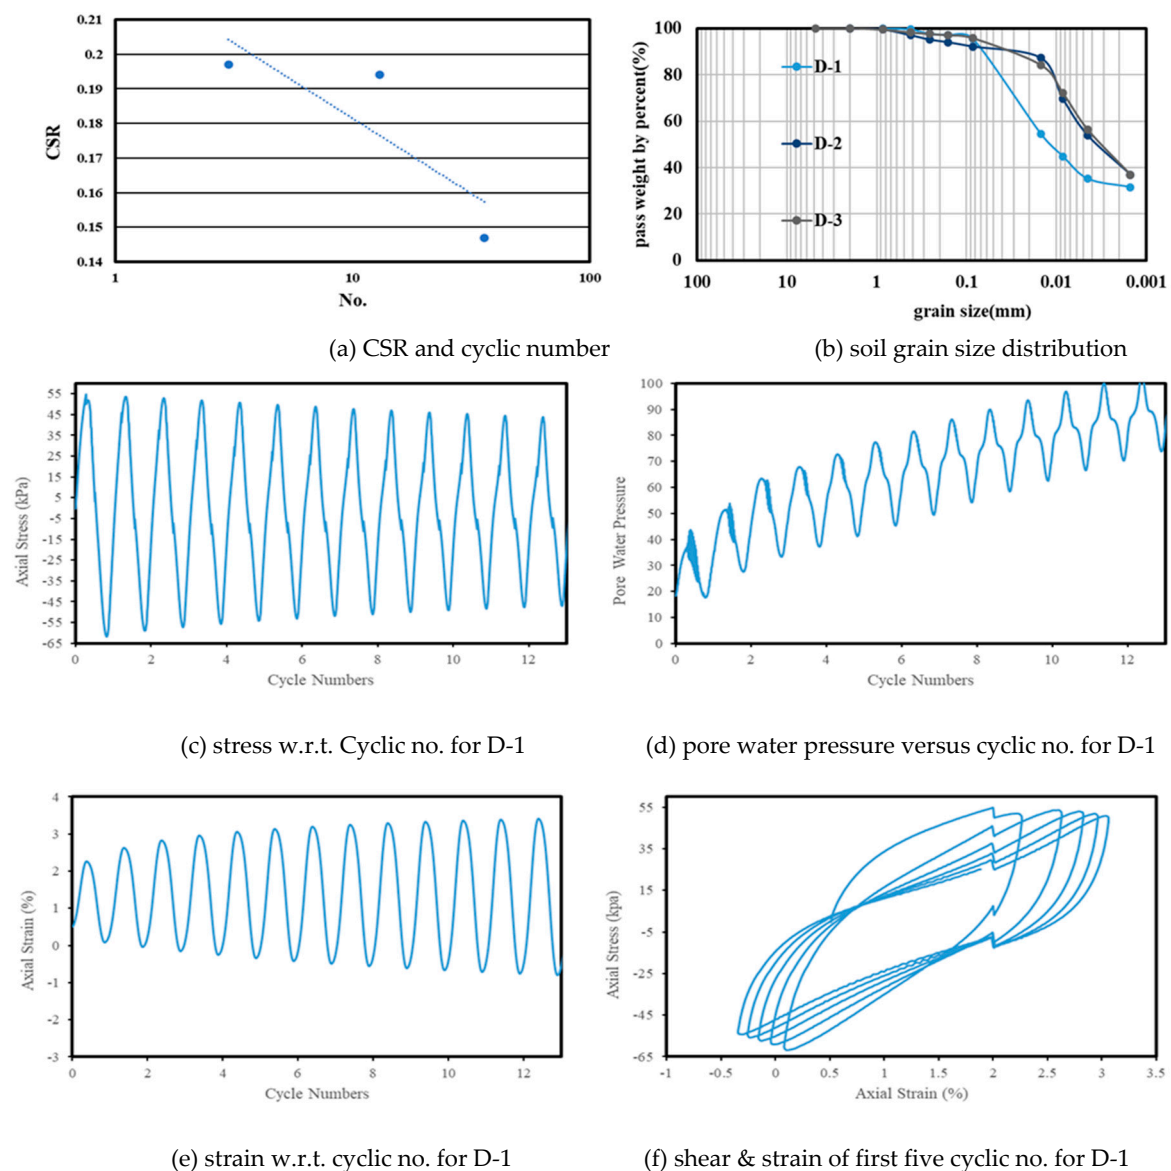 0.21
0.2
0.19
0.18
0.17
0.16
0.15
0.14
CSR
1 10 100
No.
100
80
60
40
20
0
pass weight by percent(%)
D-1
D-2
D-3
100 10 1 0.1 0.01 0.001
grain size(mm)
(a) CSR and cyclic number
(b) soil grain size distribution
55
45
35
25
15
5
-5
-15
-25
-35
-45
-55
-65
Axial Stress (kPa)
0 2 4 6 8 10 12
Cycle Numbers
100
90
80
70
60
50
40
30
20
10
0
Pore Water Pressure
0 2 4 6 8 10 12
Cycle Numbers
(c) stress w.r.t. Cyclic no. for D-1
(d) pore water pressure versus cyclic no. for D-1
4
3
2
1
0
-1
-2
-3
Axial Strain (%)
0 2 4 6 8 10 12
Cycle Numbers
55
35
15
-5
-25
-45
-65
Axial Stress (kpa)
-1 -0.5 0 0.5 1 1.5 2 2.5 3 3.5
Axial Strain (%)
(e) strain w.r.t. cyclic no. for D-1
(f) shear & strain of first five cyclic no. for D-1